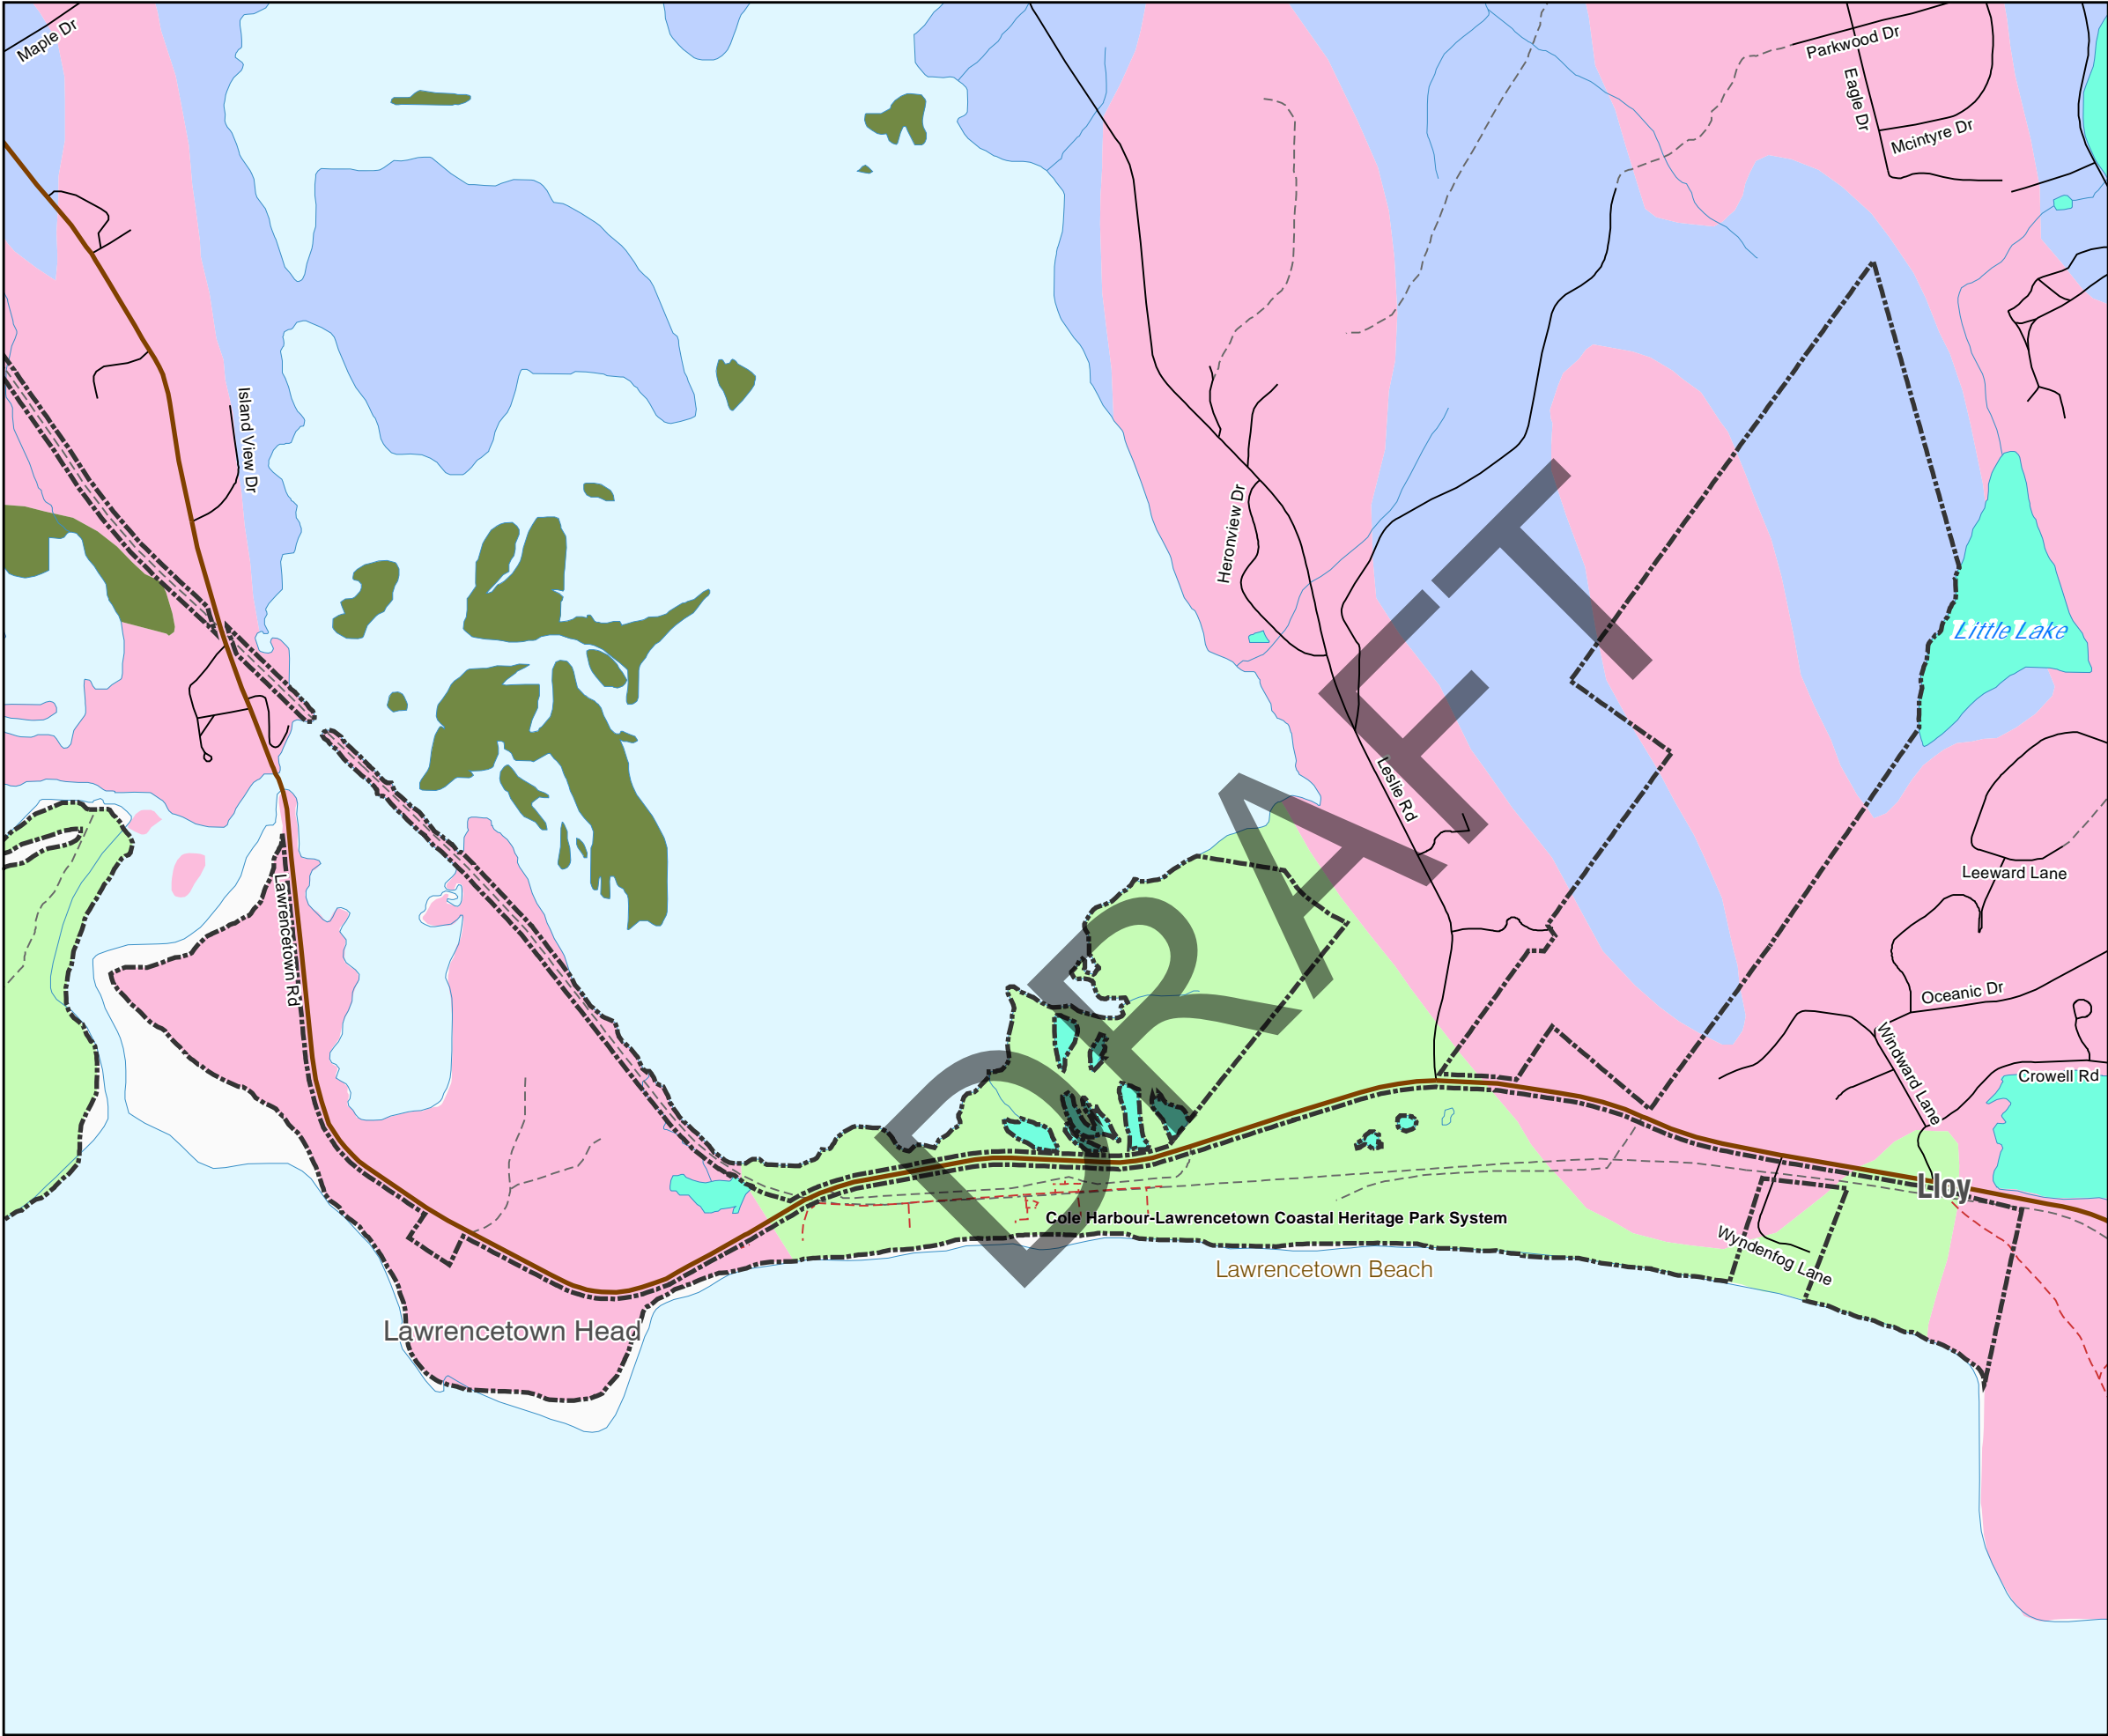 Maple Dr
Parkwood Dr
Eagle Dr
Mcintyre Dr
Island View Dr
Heronview Dr
Little Lake
Leslie Rd
Leeward Lane
Lawrencetown Rd
Oceanic Dr
Windward Lane
Crowell Rd
DRAFT
Lloy
Cole Harbour-Lawrencetown Coastal Heritage Park System
Wyndenfog Lane
Lawrencetown Beach
Lawrencetown Head